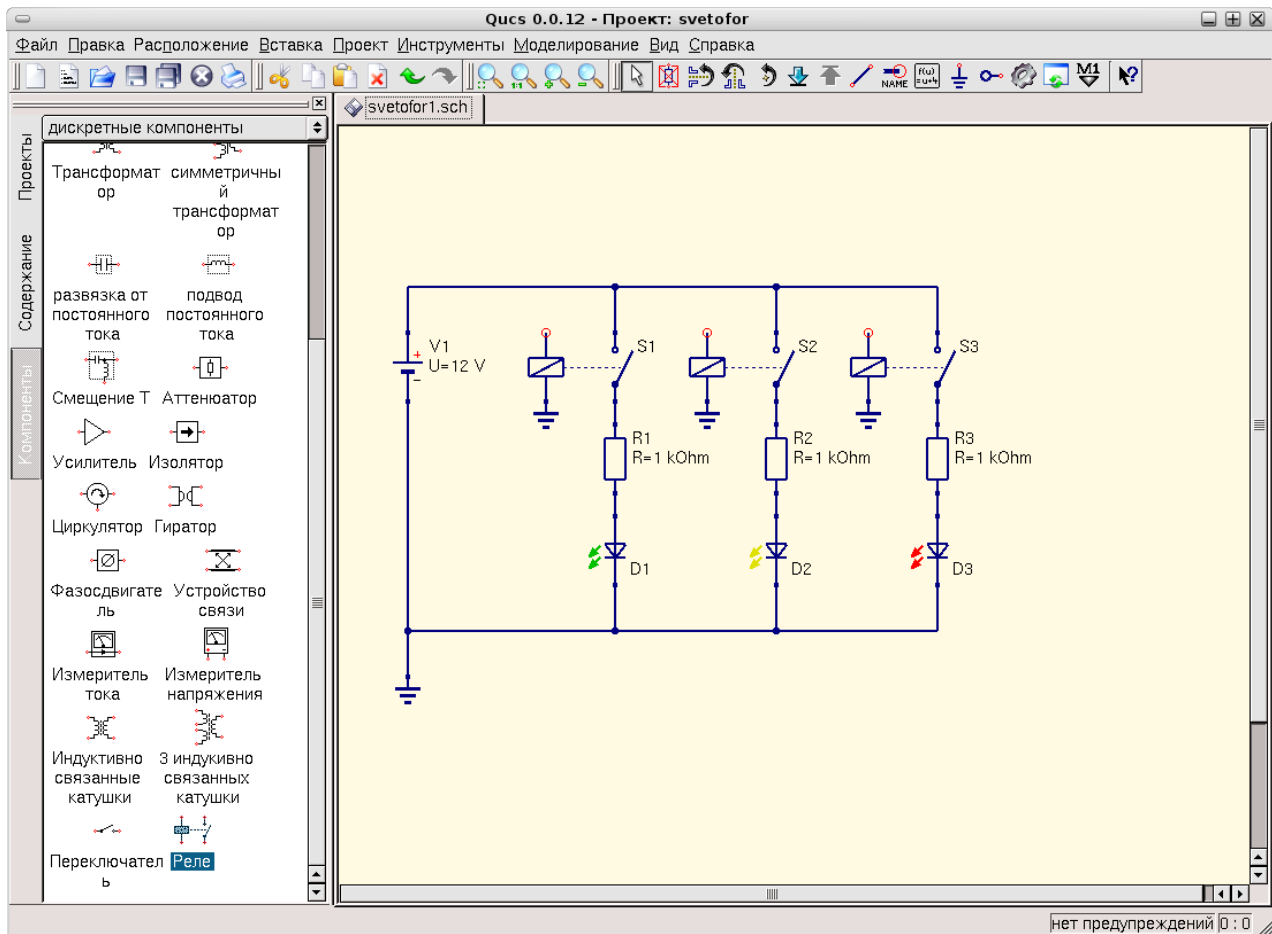 Qucs 0.0.12 - Проект: svetofor
Файл Правка Расположение Вставка Проект Инструменты Моделирование Вид Справка
NAME
f(u)
=u+4
M1
svetofor1.sch
дискретные компоненты
Проекты
Содержание
Компоненты
Трансформат
ор
симметричны
й
трансформат
ор
развязка от
постоянного
тока
подвод
постоянного
тока
Смещение T Аттенюатор
Усилитель Изолятор
Циркулятор Гиратор
Фазосдвигате
ль
Устройство
связи
Измеритель
тока
Измеритель
напряжения
Индуктивно
связанные
катушки
3 индукивно
связанных
катушки
Переключател
ь
Реле
V1
U=12 V
S1
S2
S3
R1
R=1 kOhm
R2
R=1 kOhm
R3
R=1 kOhm
D1
D2
D3
нет предупреждений 0 : 0